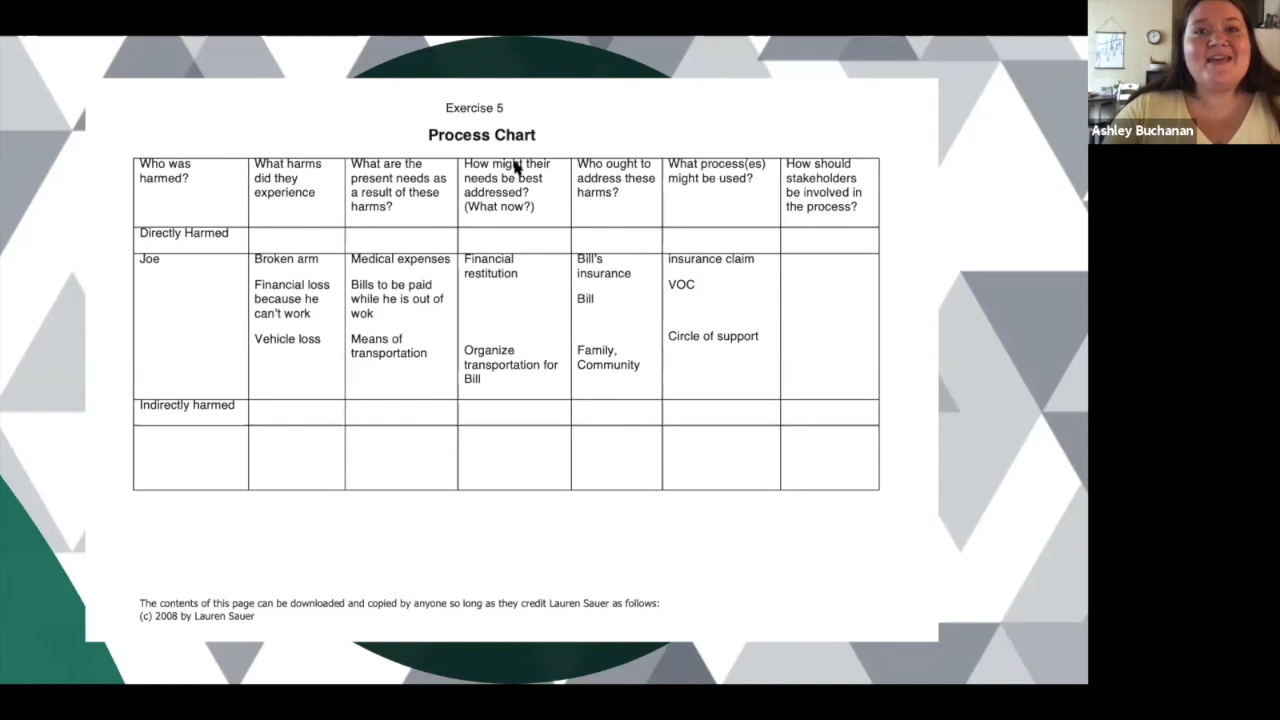 Exercise 5
Process Chart
Who was
harmed?
What harms
did they
experience
What are the
present needs as
a result of these
harms?
How might their
needs be best
addressed?
(What now?)
Who ought to
address these
harms?
What process(es)
might be used?
How should
stakeholders
be involved in
the process?
Directly Harmed
Joe
Broken arm
Financial loss
because he
can't work
Vehicle loss
Medical expenses
Bills to be paid
while he is out of
wok
Means of
transportation
Financial
restitution
Organize
transportation for
Bill
Bill's
insurance
Bill
Family,
Community
insurance claim
VOC
Circle of support
Indirectly harmed
The contents of this page can be downloaded and copied by anyone so long as they credit Lauren Sauer as follows:
(c) 2008 by Lauren Sauer
Ashley Buchanan